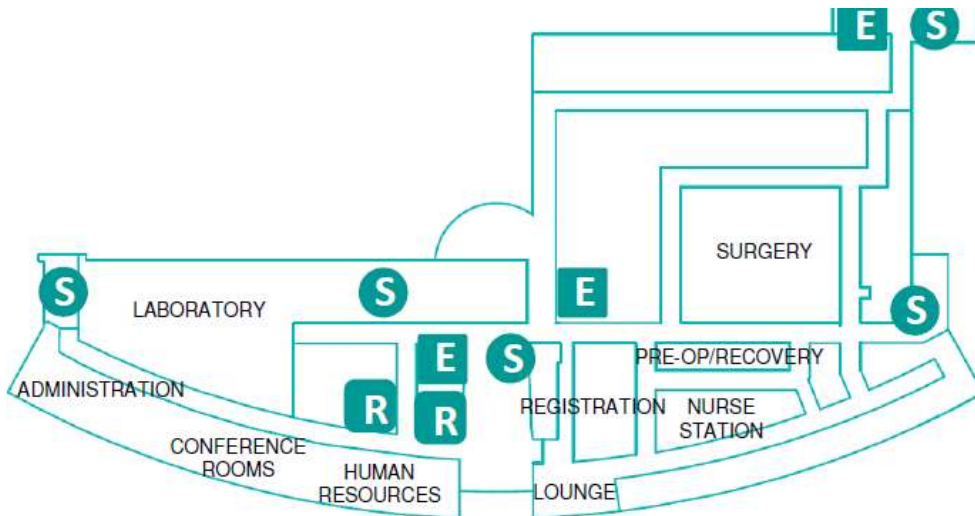 E
S
SURGERY
S
LABORATORY
S
E
S
E
S
PRE-OP/RECOVERY
ADMINISTRATION
R
R
REGISTRATION
NURSE
STATION
CONFERENCE
ROOMS
HUMAN
RESOURCES
LOUNGE